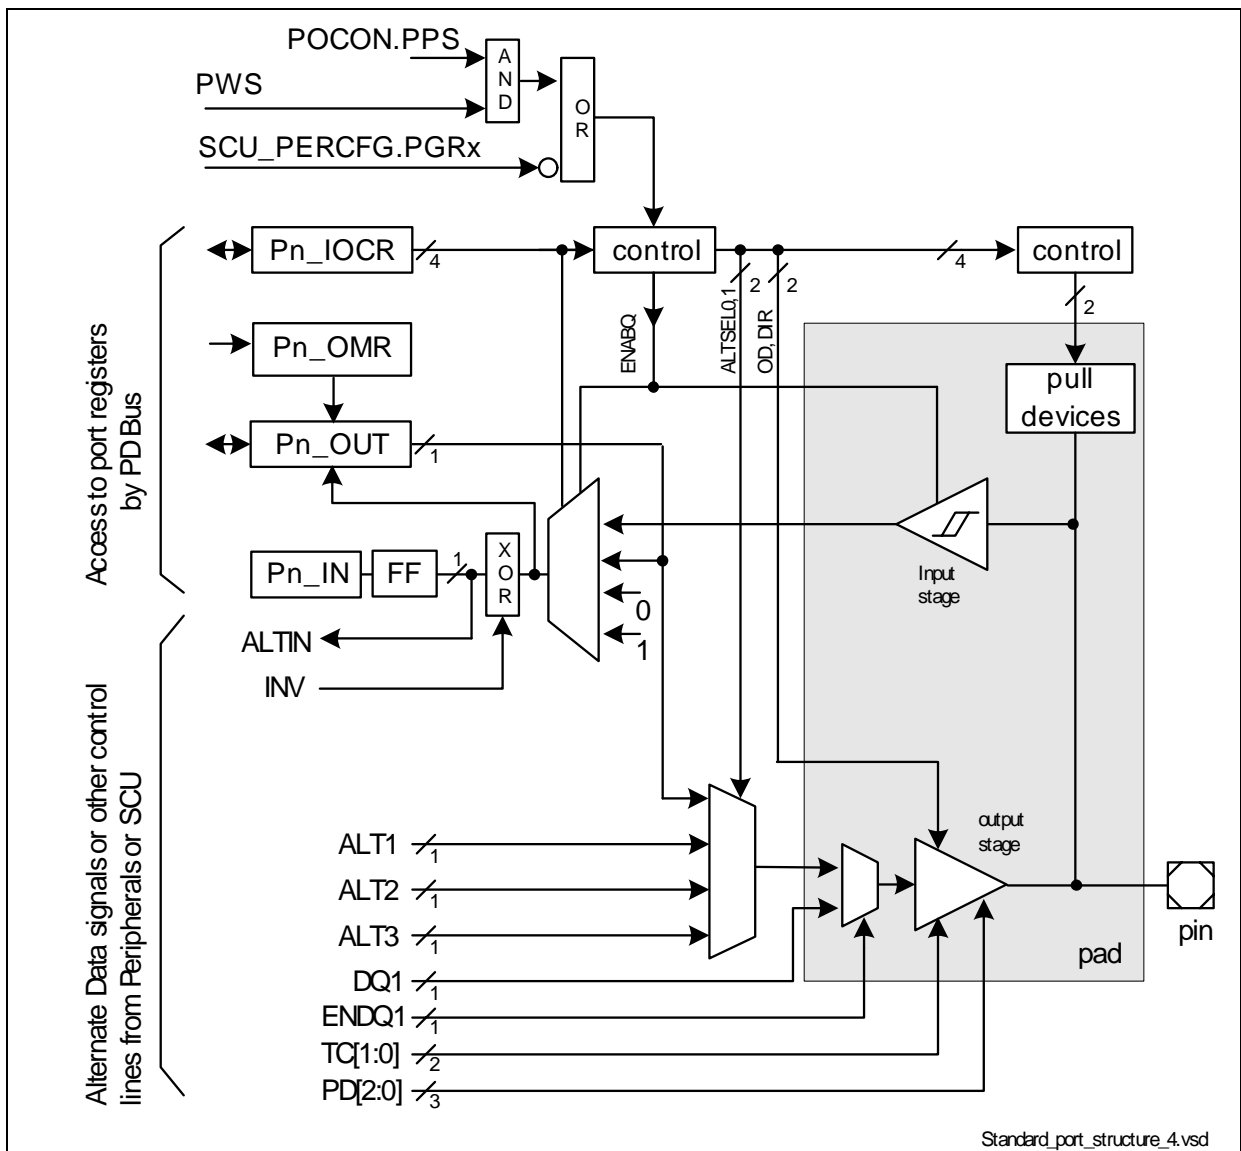 POCON.PPS
AND
PWS
OR
SCU_PERCFG.PGRx
Pn_IOCR
4
control
2
2
4
control
2
ENABQ
ALTSEL0,1
OD, DIR
Access to port registers
by PD Bus
Pn_OMR
pull
devices
Pn_OUT
1
XOR
Pn_IN
FF
1
Input
stage
0
1
ALTIN
INV
Alternate Data signals or other control
lines from Peripherals or SCU
output
stage
ALT1
1
ALT2
1
ALT3
1
pin
pad
DQ1
1
ENDQ1
1
TC[1:0]
2
PD[2:0]
3
Standard_port_structure_4.vsd